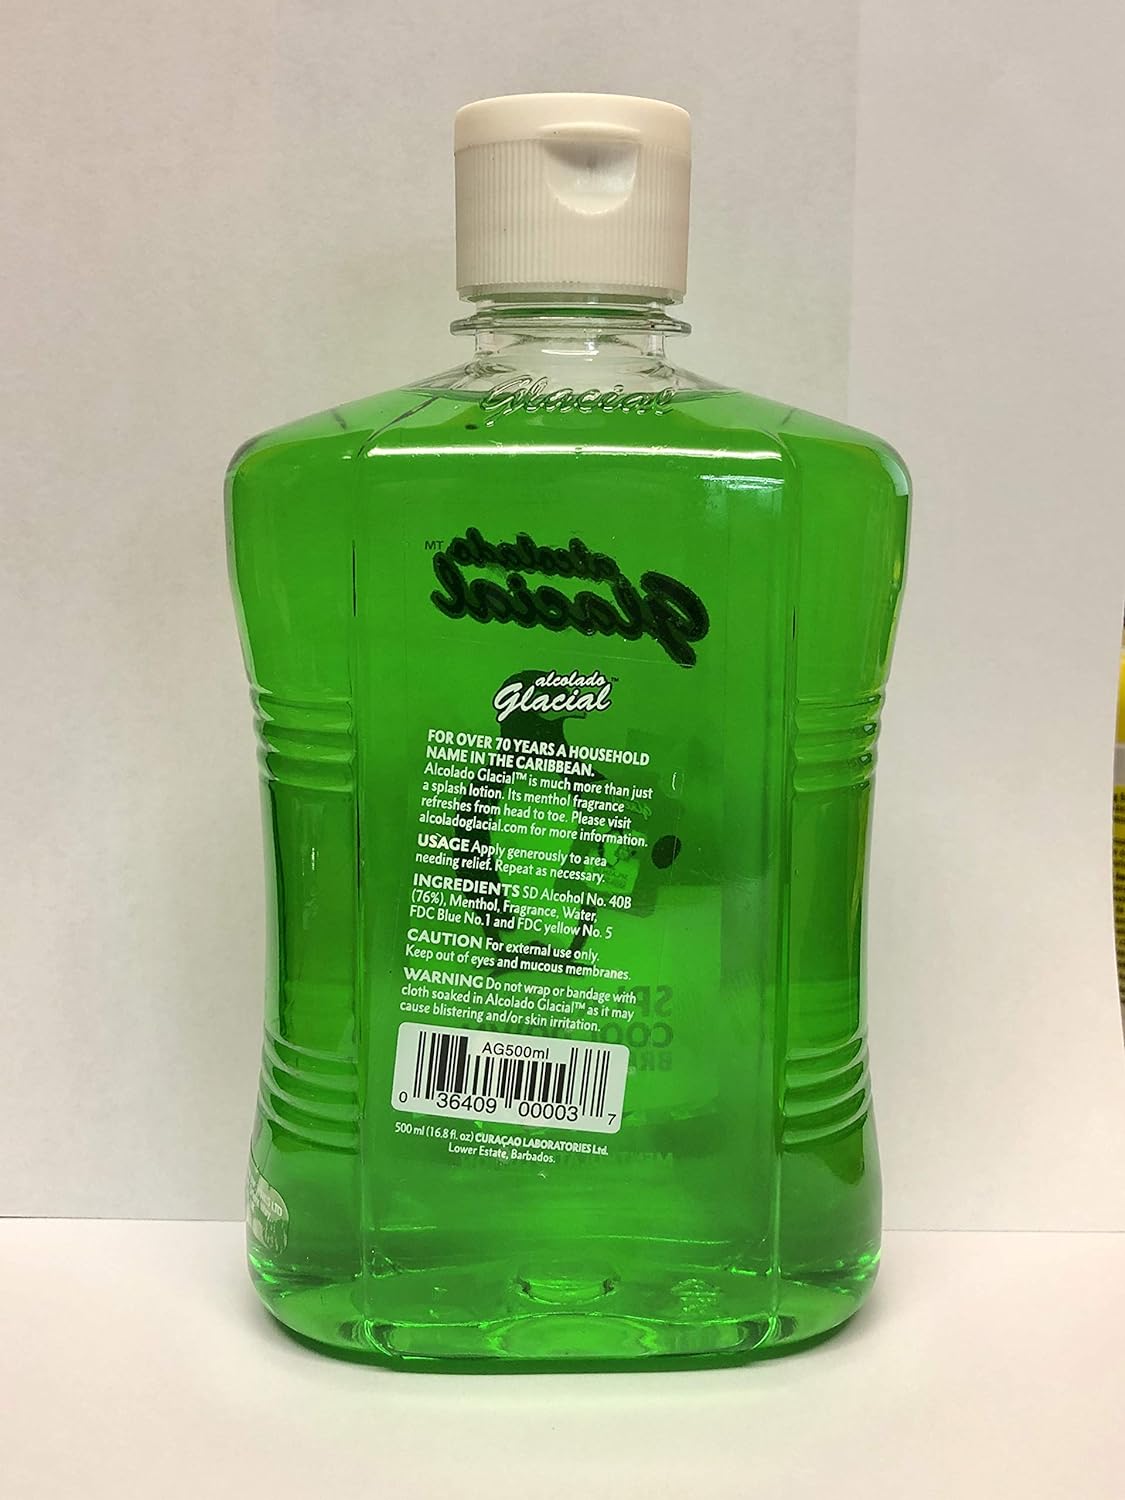 Glacial
alcolado TM
Glacial
alcolado™
Glacial
FOR OVER 70 YEARS A HOUSEHOLD
NAME IN THE CARIBBEAN.
Alcolado Glacial™ is much more than just
a splash lotion. Its menthol fragrance
refreshes from head to toe. Please visit
alcoladoglacial.com for more information.
USAGE Apply generously to area
needing relief. Repeat as necessary.
INGREDIENTS SD Alcohol No. 40B
(76%), Menthol, Fragrance, Water,
FDC Blue No.1 and FDC yellow No. 5
CAUTION For external use only.
Keep out of eyes and mucous membranes.
WARNING Do not wrap or bandage with
cloth soaked in Alcolado Glacial™ as it may
cause blistering and/or skin irritation.
AG500ml
0 36409 00003 7
500 ml (16.8 fl. oz) CURAÇAO LABORATORIES Ltd.
Lower Estate, Barbados.